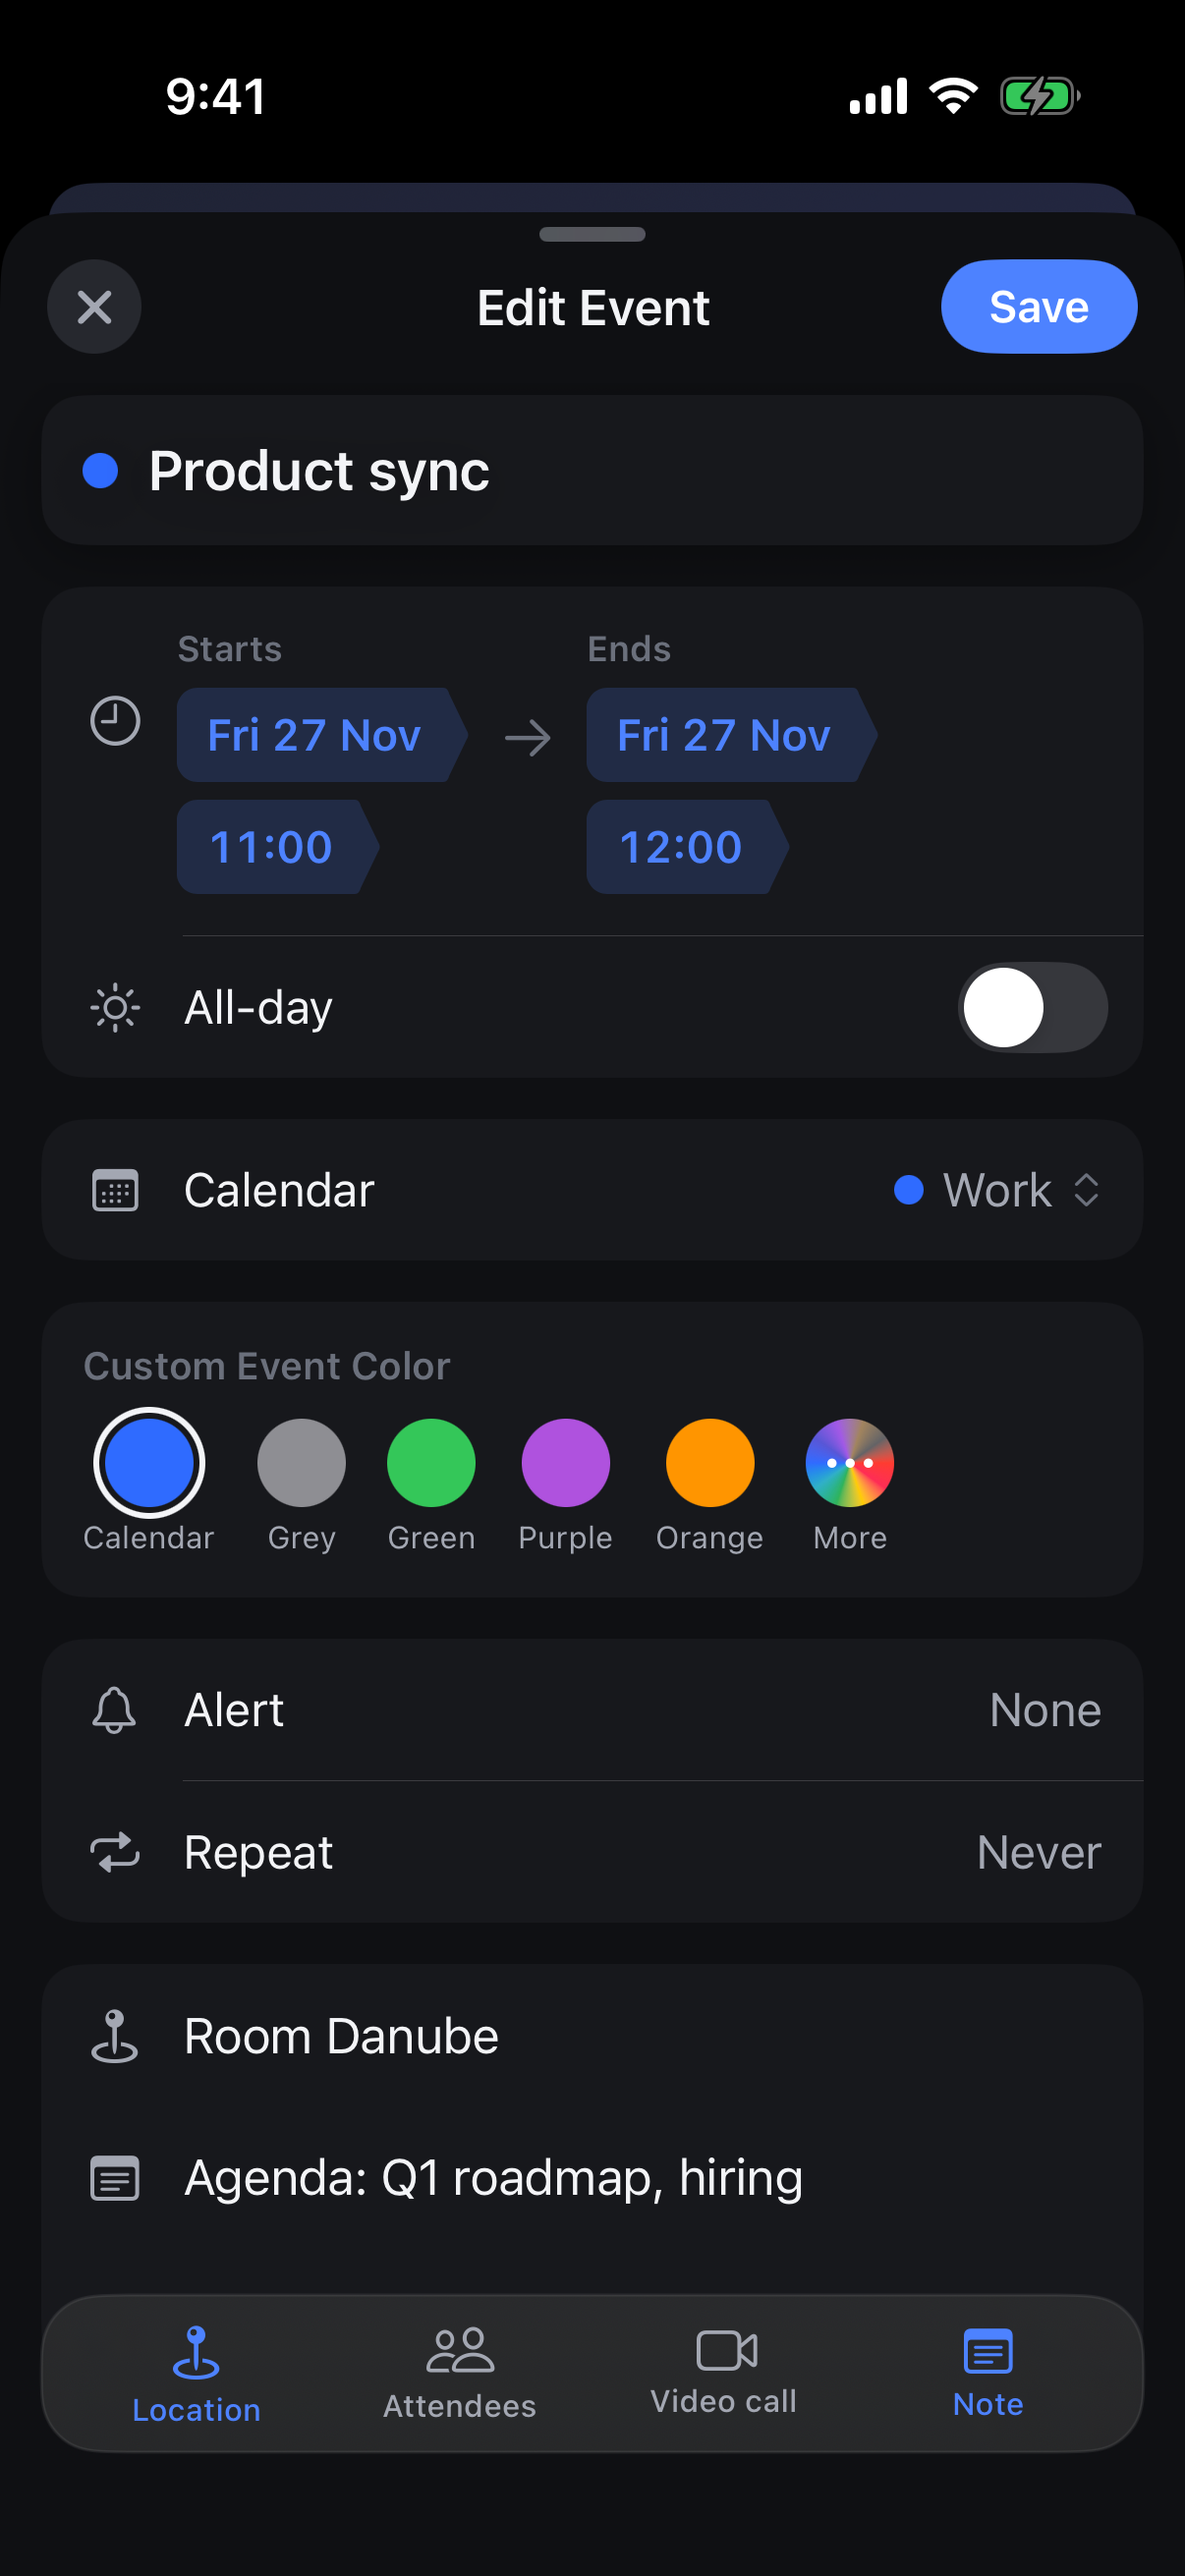 9:41
Edit Event
Save
Product sync
Starts
Ends
Fri 27 Nov
Fri 27 Nov
11:00
12:00
All-day
Calendar
Work
Custom Event Color
Calendar
Grey
Green
Purple
Orange
More
Alert
None
Repeat
Never
Room Danube
Agenda: Q1 roadmap, hiring
Location
Attendees
Video call
Note